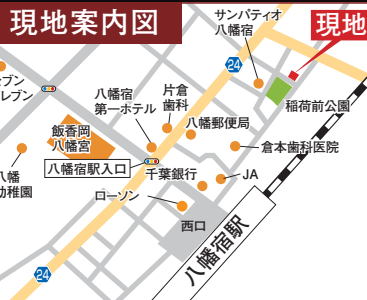 現地案内図
サンパティオ
八幡宿
現地
24
セブン
レブン
八幡宿
第一ホテル
片倉
歯科
稲荷前公園
八幡郵便局
飯香岡
八幡宮
倉本歯科医院
八幡宿駅入口
千葉銀行
JA
八幡
幼稚園
ローソン
西口
八幡宿駅
24